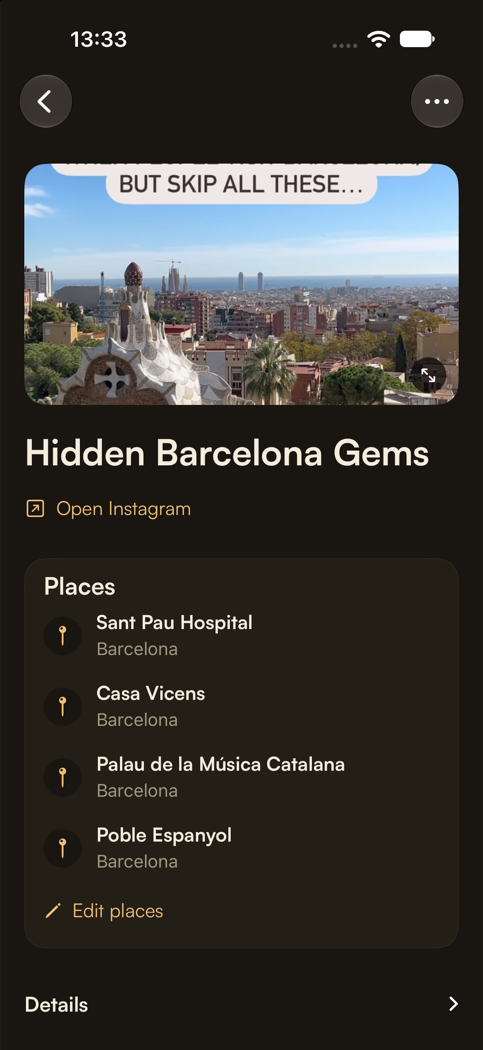 13:33
BUT SKIP ALL THESE...
Hidden Barcelona Gems
Open Instagram
Places
Sant Pau Hospital
Barcelona
Casa Vicens
Barcelona
Palau de la Música Catalana
Barcelona
Poble Espanyol
Barcelona
Edit places
Details